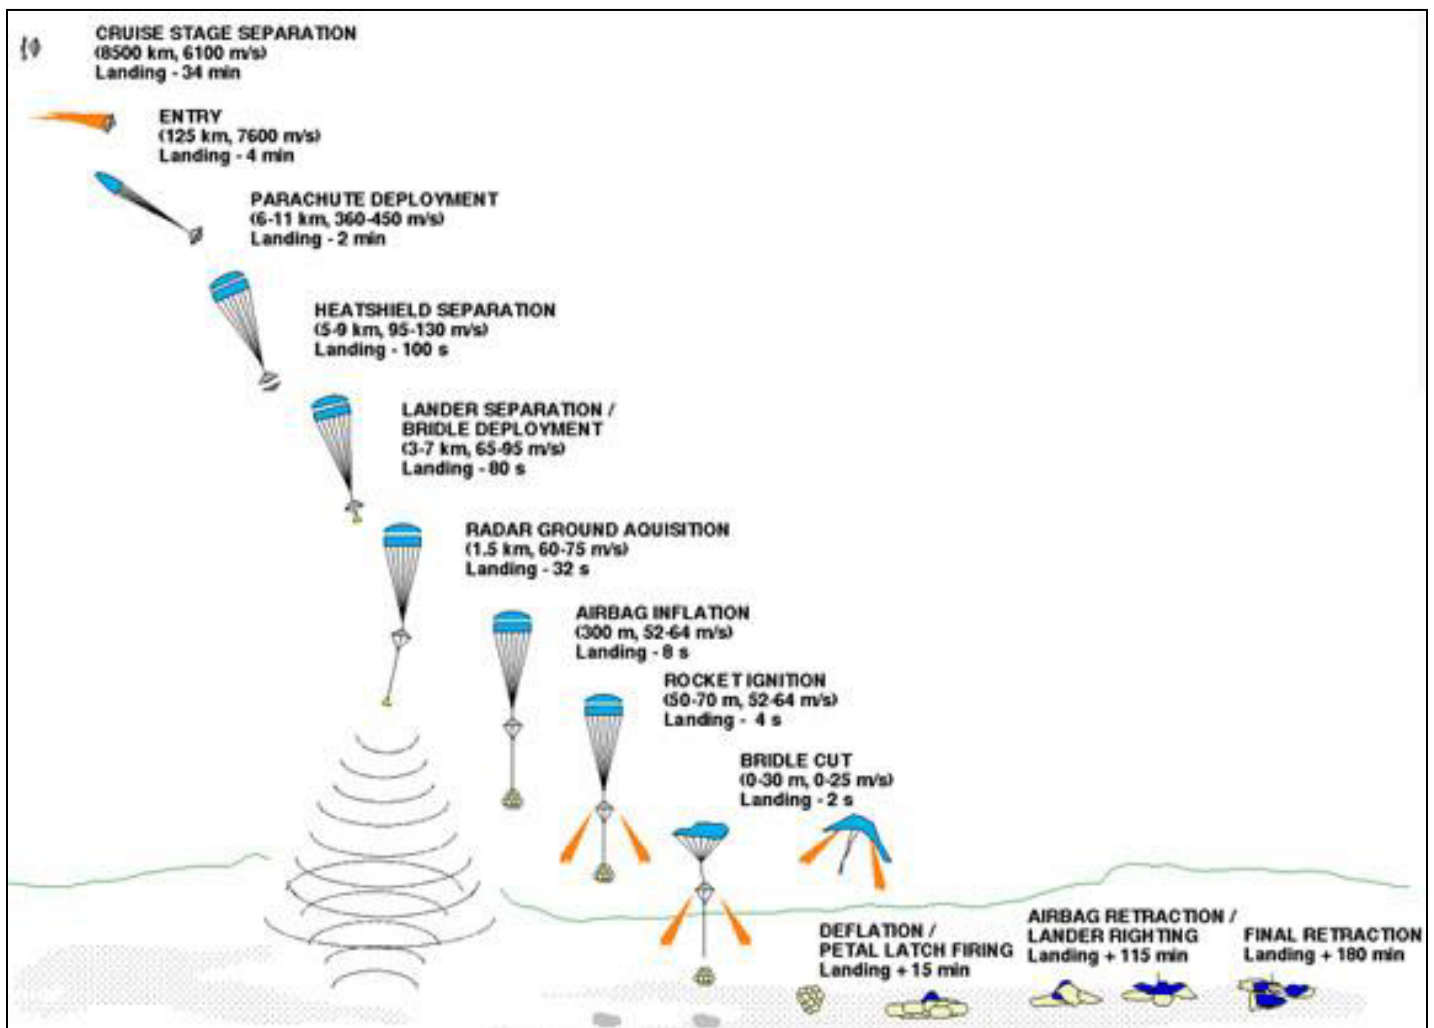 CRUISE STAGE SEPARATION
(8500 km, 6100 m/s)
Landing - 34 min
ENTRY
(125 km, 7600 m/s)
Landing - 4 min
PARACHUTE DEPLOYMENT
(6-11 km, 360-450 m/s)
Landing - 2 min
HEATSHIELD SEPARATION
(5-9 km, 95-130 m/s)
Landing - 100 s
LANDER SEPARATION /
BRIDLE DEPLOYMENT
(3-7 km, 65-95 m/s)
Landing - 80 s
RADAR GROUND AQUISITION
(1.5 km, 60-75 m/s)
Landing - 32 s
AIRBAG INFLATION
(300 m, 52-64 m/s)
Landing - 8 s
ROCKET IGNITION
(50-70 m, 52-64 m/s)
Landing - 4 s
BRIDLE CUT
(0-30 m, 0-25 m/s)
Landing - 2 s
DEFLATION /
PETAL LATCH FIRING
Landing + 15 min
AIRBAG RETRACTION /
LANDER RIGHTING
Landing + 115 min
FINAL RETRACTION
Landing + 180 min